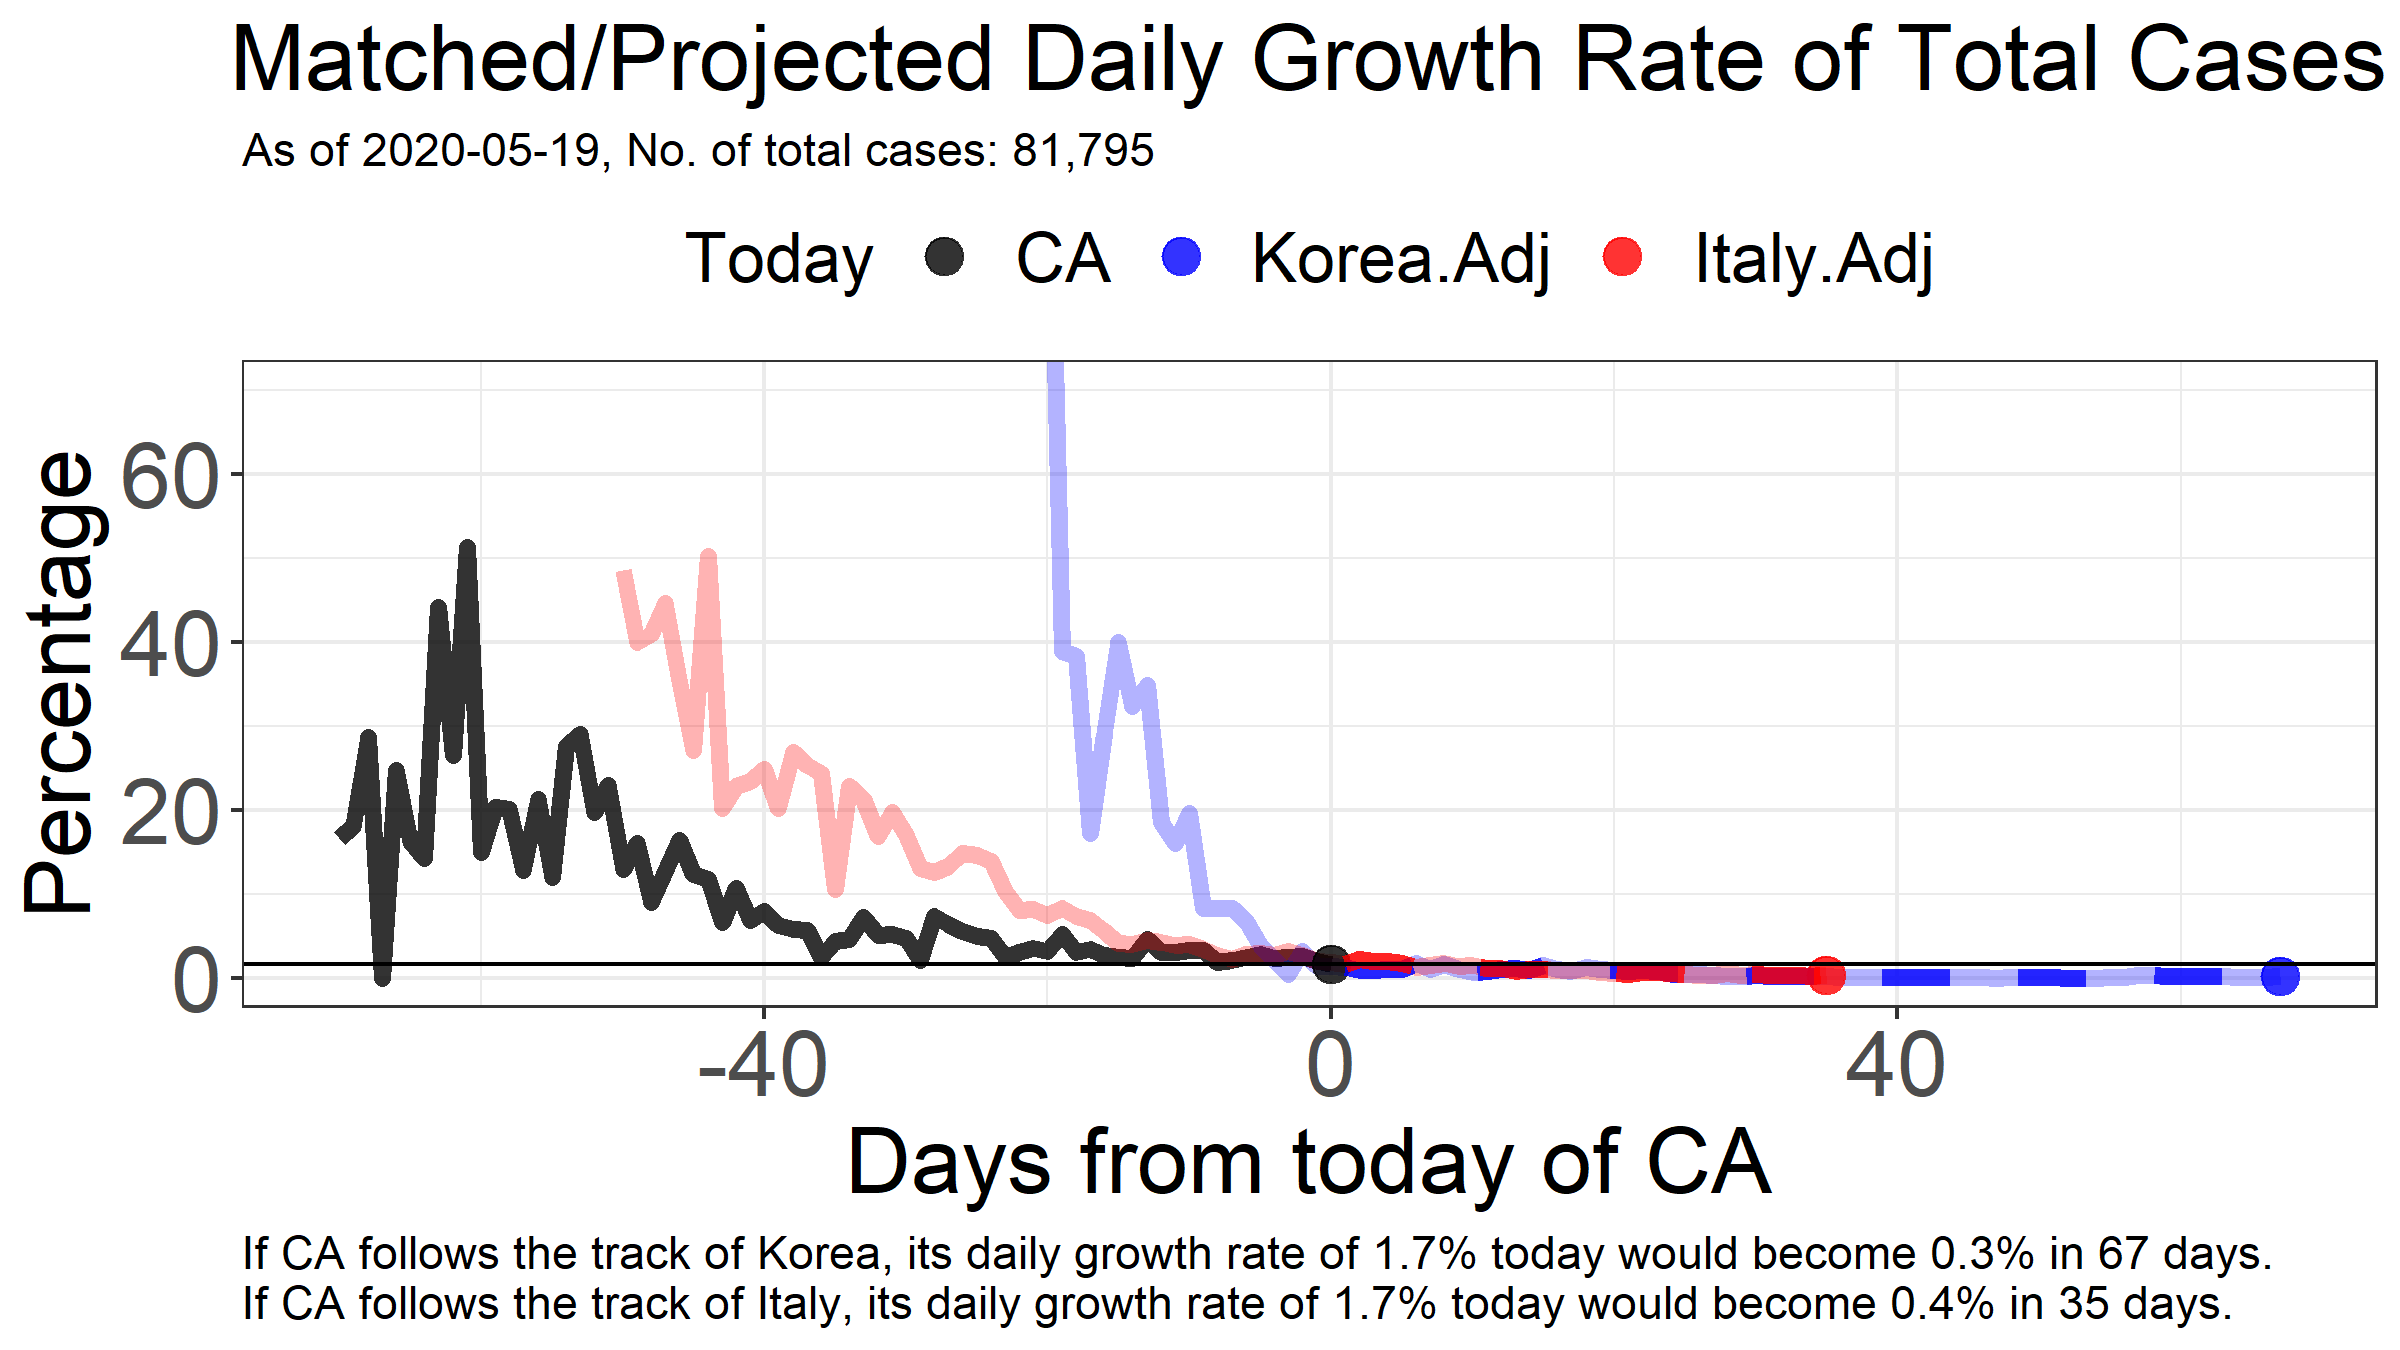 Matched/Projected Daily Growth Rate of Total Cases
As of 2020-05-19, No. of total cases: 81,795
Today CA Korea.Adj Italy.Adj
Percentage
60
40
20
0
-40 0 40
Days from today of CA
If CA follows the track of Korea, its daily growth rate of 1.7% today would become 0.3% in 67 days.
If CA follows the track of Italy, its daily growth rate of 1.7% today would become 0.4% in 35 days.